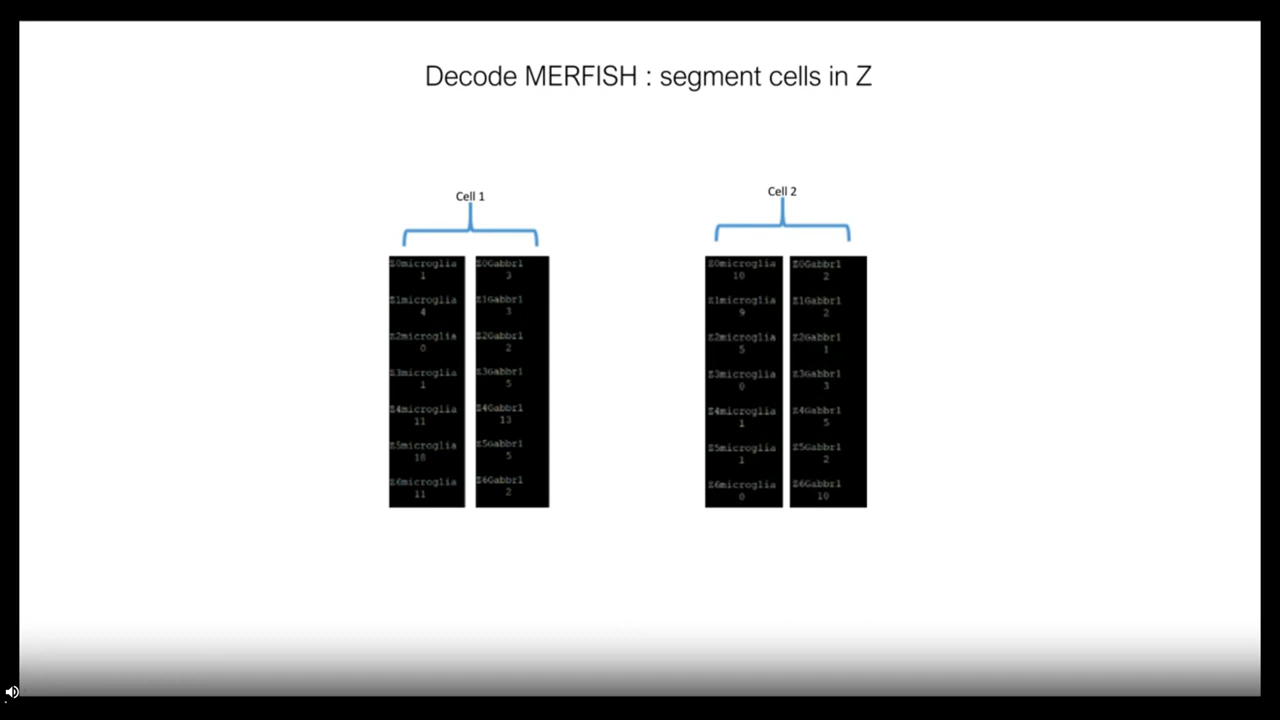 Decode MERFISH : segment cells in Z
Cell 1
Z0microglia
1
Z1microglia
4
Z2microglia
0
Z3microglia
1
Z4microglia
11
Z5microglia
18
Z6microglia
11
Z0Gabbr1
3
Z1Gabbr1
3
Z2Gabbr1
2
Z3Gabbr1
5
Z4Gabbr1
13
Z5Gabbr1
5
Z6Gabbr1
2
Cell 2
Z0microglia
10
Z1microglia
9
Z2microglia
5
Z3microglia
0
Z4microglia
1
Z5microglia
1
Z6microglia
0
Z0Gabbr1
2
Z1Gabbr1
2
Z2Gabbr1
1
Z3Gabbr1
3
Z4Gabbr1
5
Z5Gabbr1
2
Z6Gabbr1
10